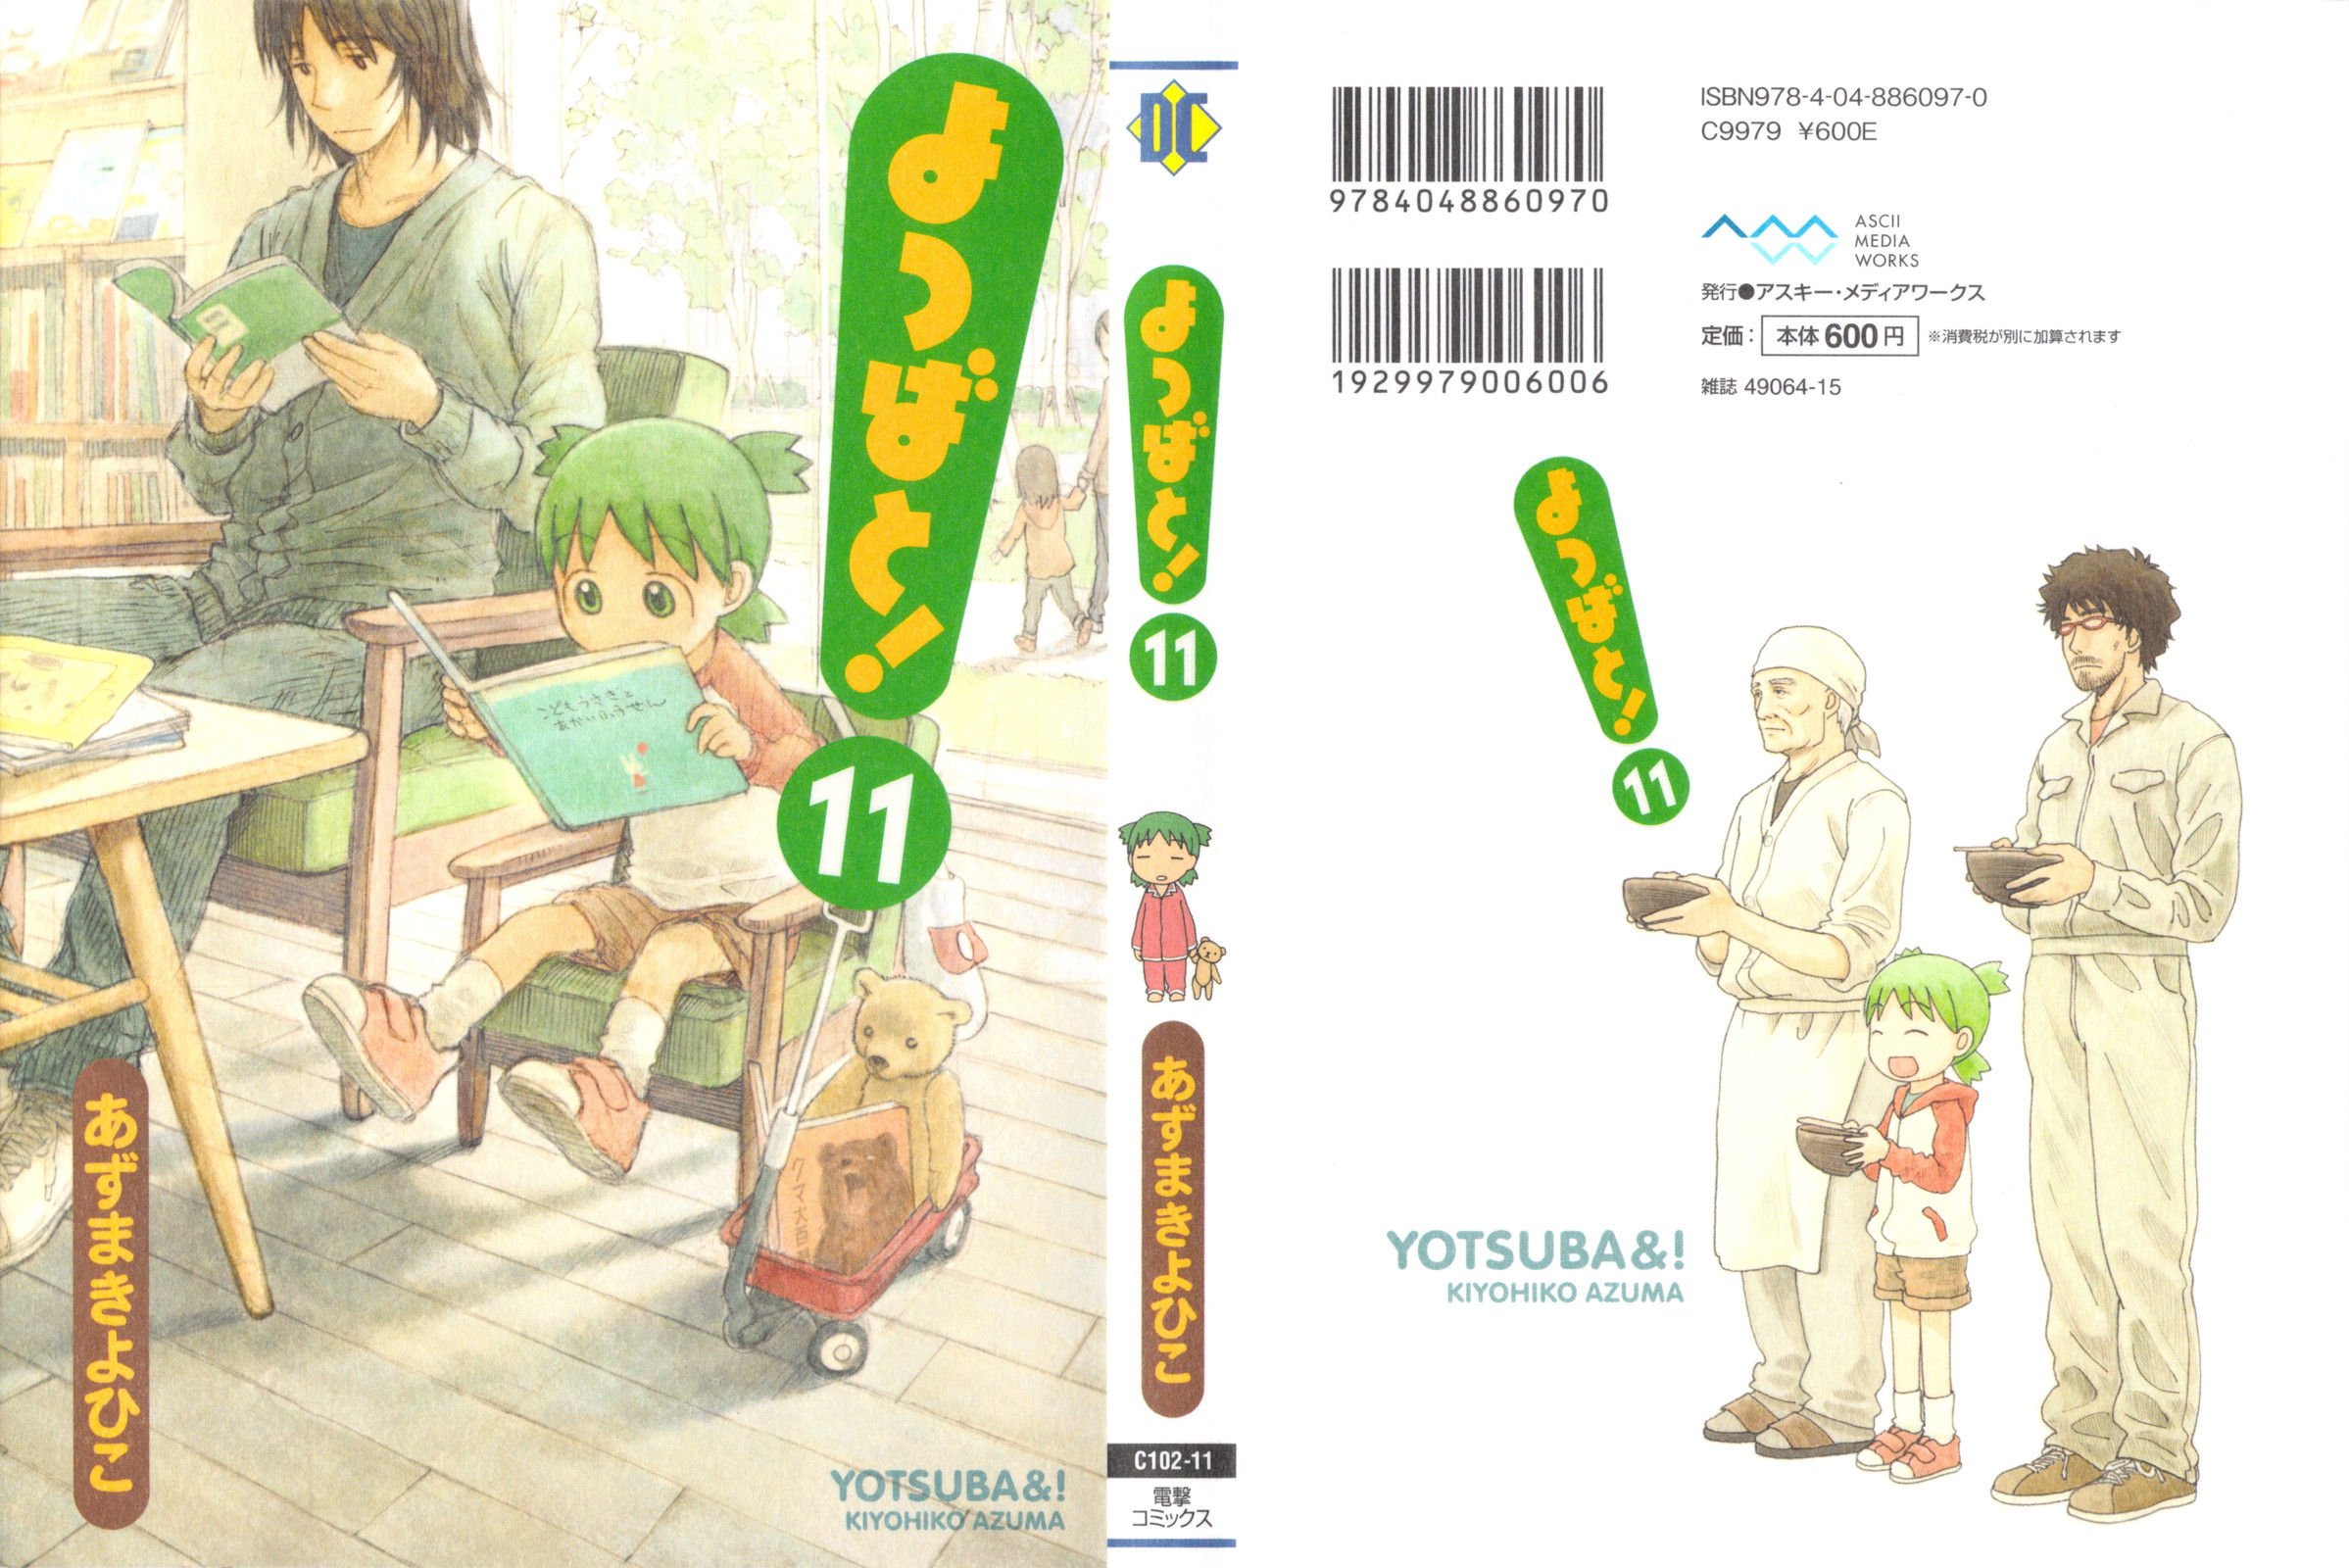 よつばと!
11
こどもうさぎと
あかいふうせん
クマ大百
あずまきよひこ
YOTSUBA&!
KIYOHIKO AZUMA
DC
よつばと!
11
あずまきよひこ
C102-11
電撃
コミックス
9784048860970
1929979006006
ISBN978-4-04-886097-0
C9979 ¥600E
ASCII
MEDIA
WORKS
発行●アスキー・メディアワークス
定価: 本体600円 ※消費税が別に加算されます
雑誌 49064-15
よつばと!
11
YOTSUBA&!
KIYOHIKO AZUMA